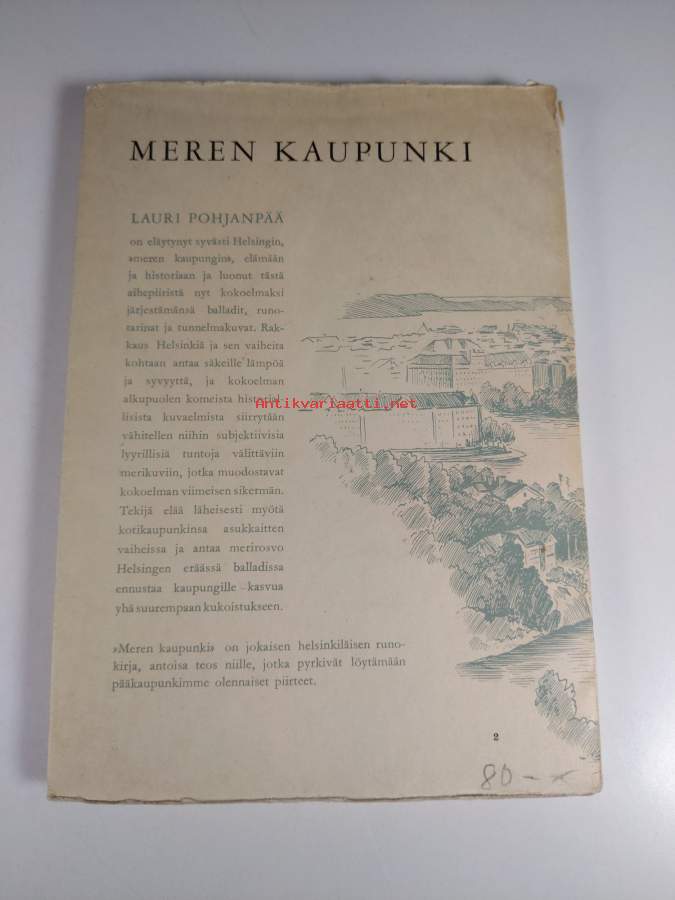 MEREN KAUPUNKI
LAURI POHJANPÄÄ
on eläytynyt syvästi Helsingin,
»meren kaupungin», elämään
ja historiaan ja luonut tästä
aihepiiristä nyt kokoelmaksi
järjestämänsä balladit, runo-
tarinat ja tunnelmakuvat. Rak-
kaus Helsinkiä ja sen vaiheita
kohtaan antaa säkeille lämpöä
ja syvyyttä, ja kokoelman
alkupuolen komeista historial-
lisista kuvaelmista siirrytään
vähitellen niihin subjektiivisia
lyyrillisiä tuntoja välittäviin
merikuviin, jotka muodostavat
kokoelman viimeisen sikermän.
Tekijä elää läheisesti myötä
kotikaupunkinsa asukkaitten
vaiheissa ja antaa merirosvo
Helsingen eräässä balladissa
ennustaa kaupungille kasvua
yhä suurempaan kukoistukseen.
»Meren kaupunki» on jokaisen helsinkiläisen runo-
kirja, antoisa teos niille, jotka pyrkivät löytämään
pääkaupunkimme olennaiset piirteet.
2
80 –
Antikvariaatti.net